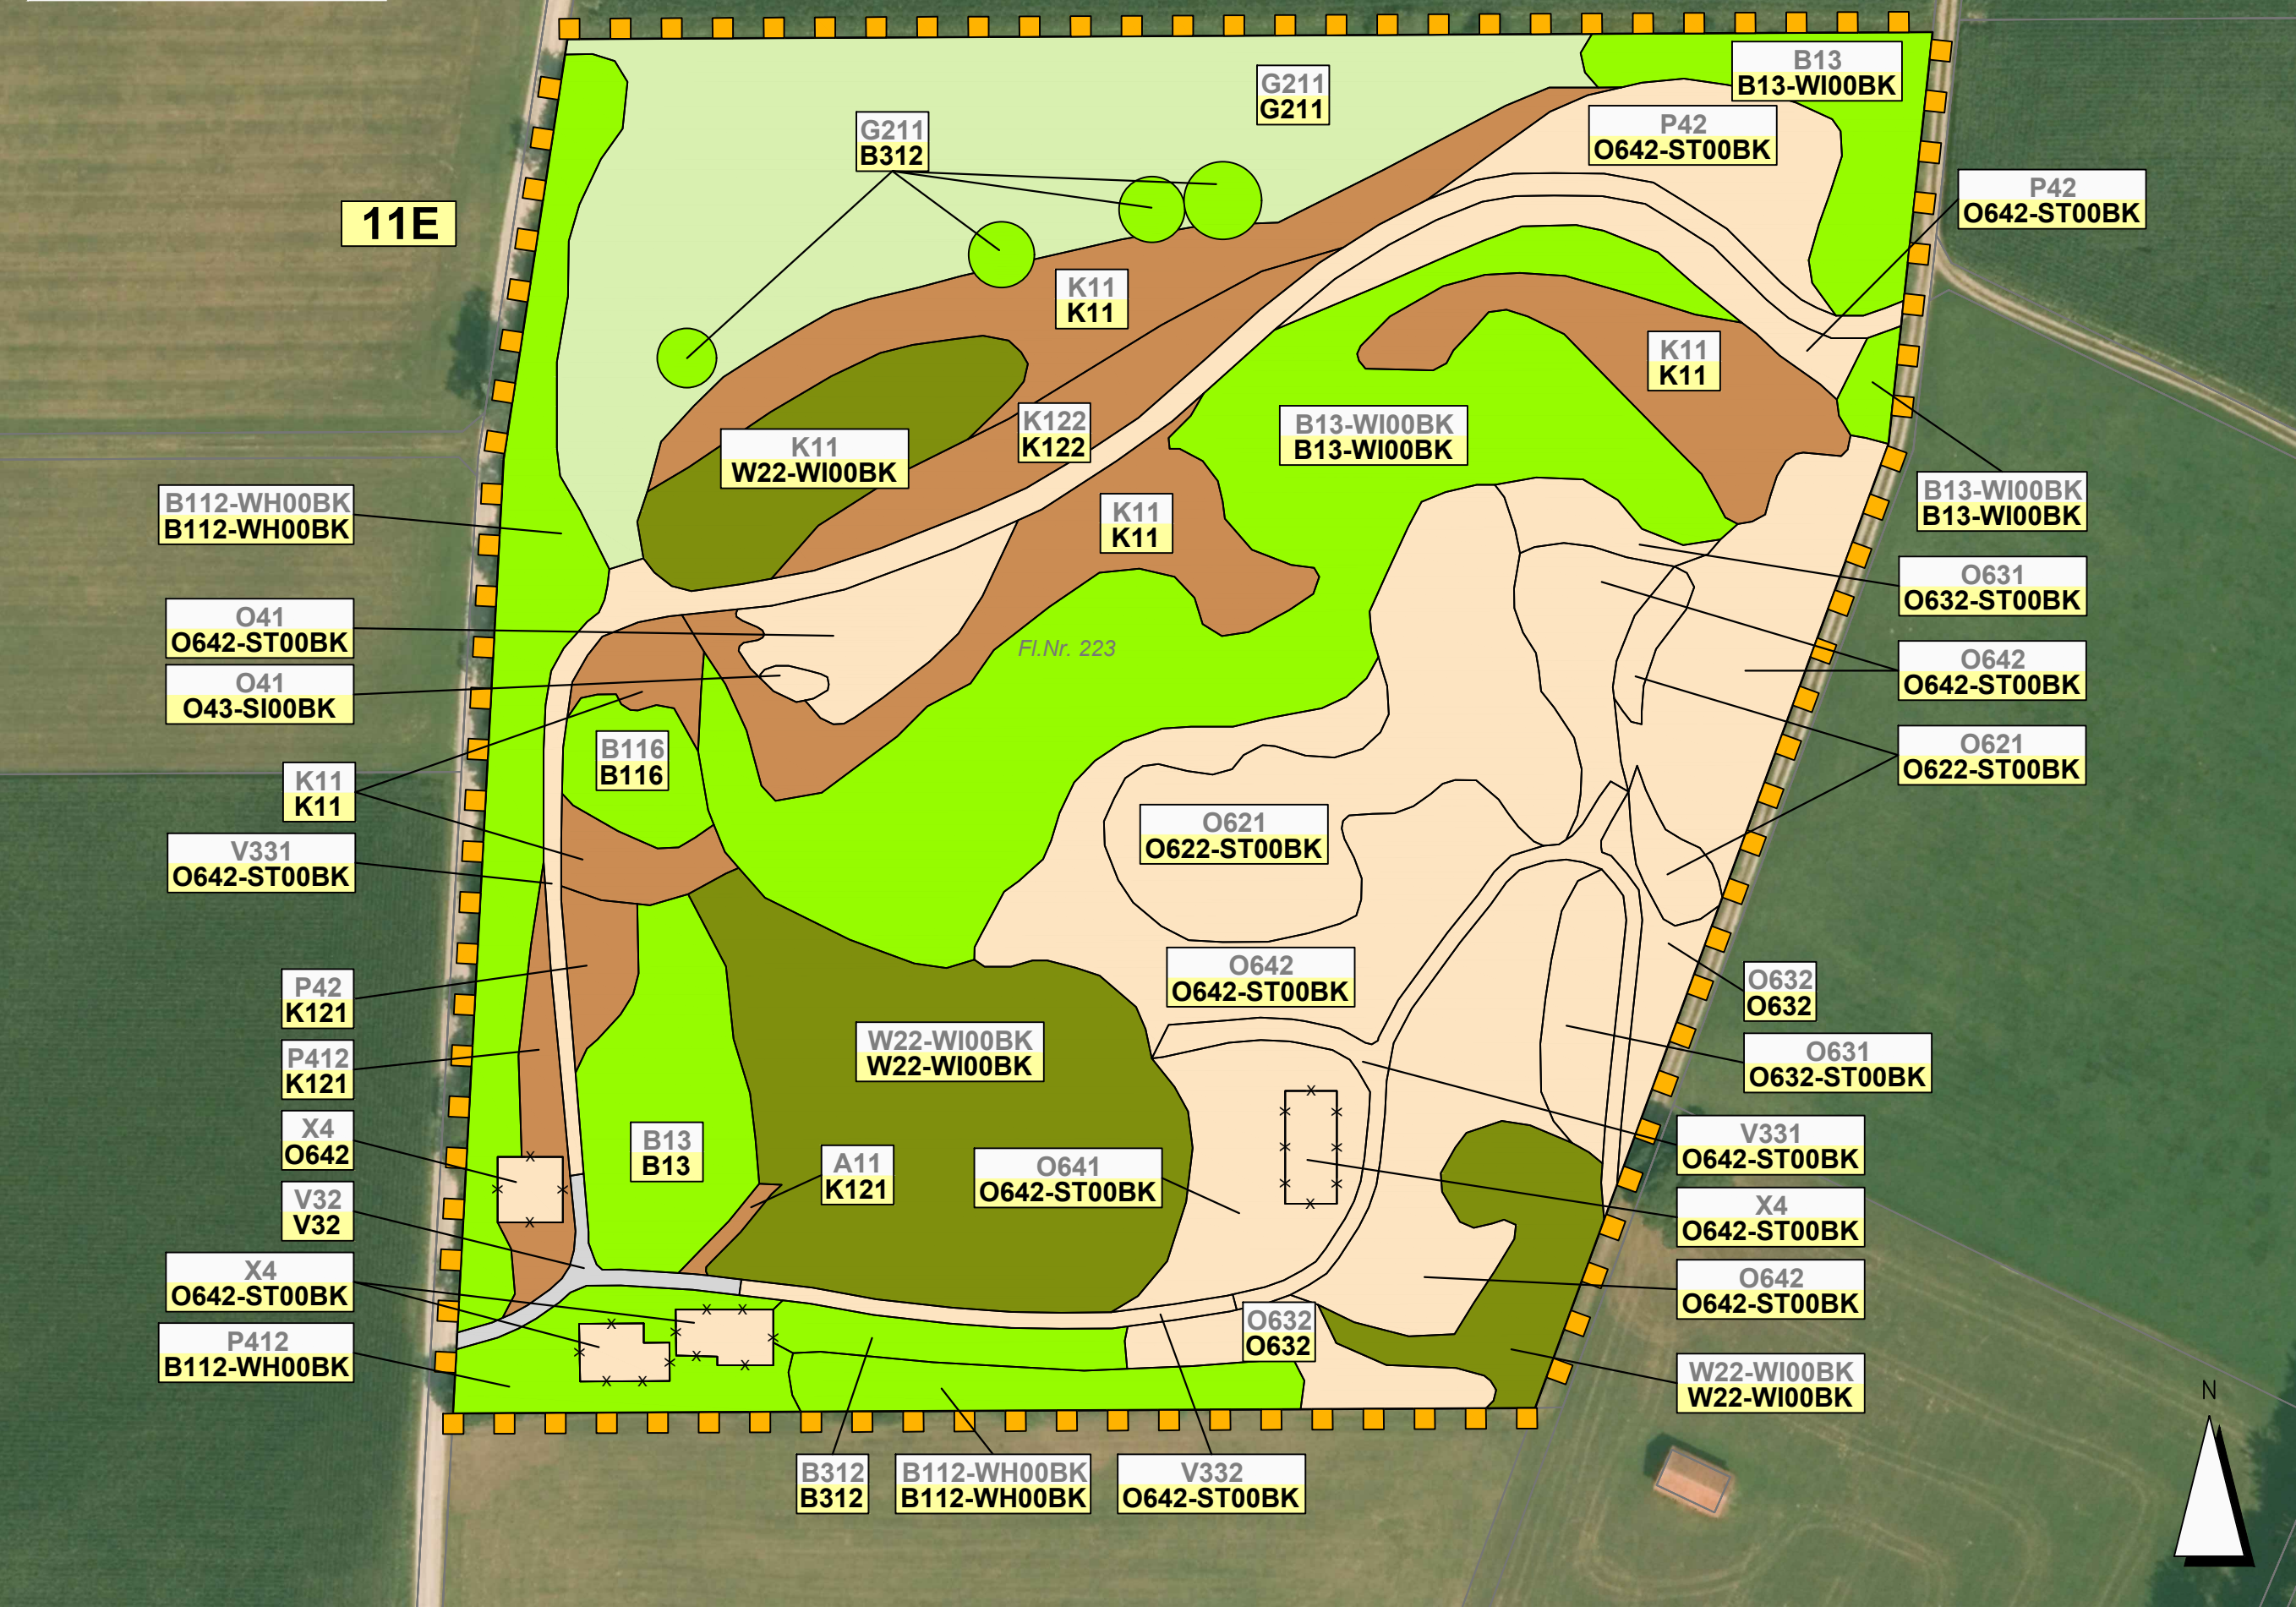 G211
G211
B13
B13-WI00BK
G211
B312
P42
O642-ST00BK
P42
O642-ST00BK
11E
K11
K11
K11
K11
K122
K122
B13-WI00BK
B13-WI00BK
K11
W22-WI00BK
B13-WI00BK
B13-WI00BK
B112-WH00BK
B112-WH00BK
K11
K11
O631
O632-ST00BK
O41
O642-ST00BK
Fl.Nr. 223
O642
O642-ST00BK
O41
O43-SI00BK
B116
B116
O621
O622-ST00BK
K11
K11
O621
O622-ST00BK
V331
O642-ST00BK
O642
O642-ST00BK
O632
O632
P42
K121
W22-WI00BK
W22-WI00BK
O631
O632-ST00BK
P412
K121
X4
O642
B13
B13
A11
K121
O641
O642-ST00BK
V331
O642-ST00BK
V32
V32
X4
O642-ST00BK
X4
O642-ST00BK
O642
O642-ST00BK
P412
B112-WH00BK
O632
O632
W22-WI00BK
W22-WI00BK
N
B312
B312
B112-WH00BK
B112-WH00BK
V332
O642-ST00BK